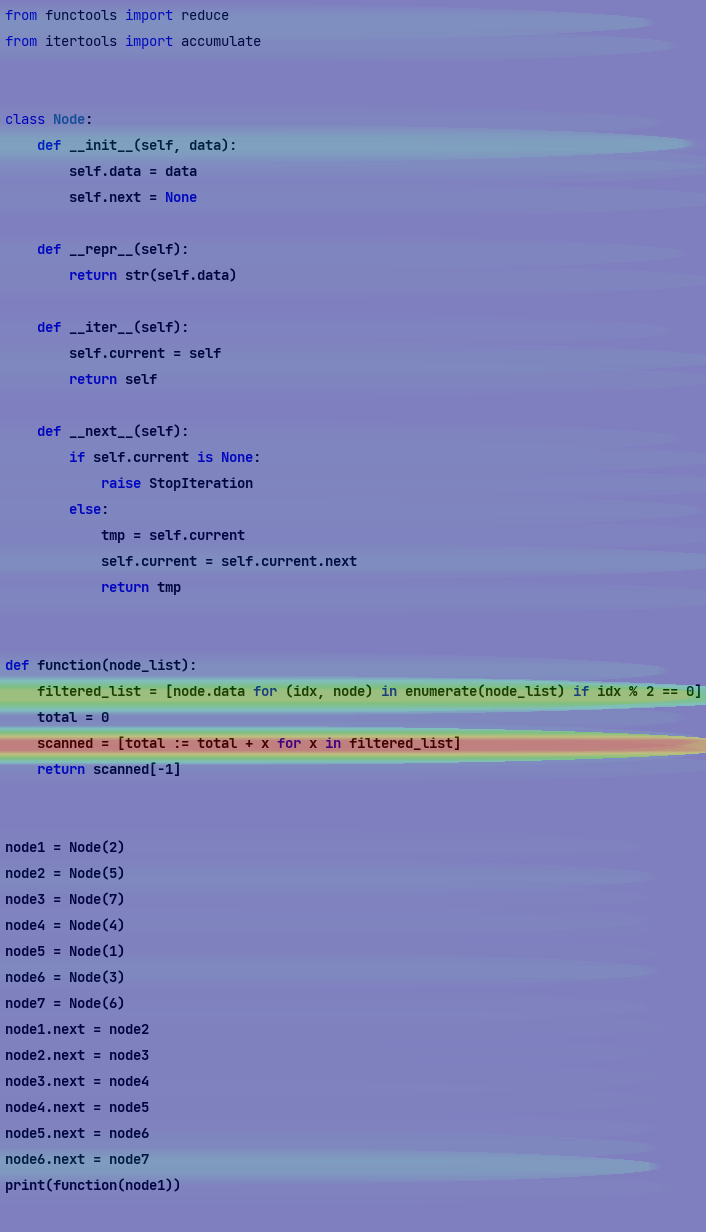 from functools import reduce
from itertools import accumulate
class Node:
    def __init__(self, data):
        self.data = data
        self.next = None
    def __repr__(self):
        return str(self.data)
    def __iter__(self):
        self.current = self
        return self
    def __next__(self):
        if self.current is None:
            raise StopIteration
        else:
            tmp = self.current
            self.current = self.current.next
            return tmp
def function(node_list):
    filtered_list = [node.data for (idx, node) in enumerate(node_list) if idx % 2 == 0]
    total = 0
    scanned = [total := total + x for x in filtered_list]
    return scanned[-1]
node1 = Node(2)
node2 = Node(5)
node3 = Node(7)
node4 = Node(4)
node5 = Node(1)
node6 = Node(3)
node7 = Node(6)
node1.next = node2
node2.next = node3
node3.next = node4
node4.next = node5
node5.next = node6
node6.next = node7
print(function(node1))